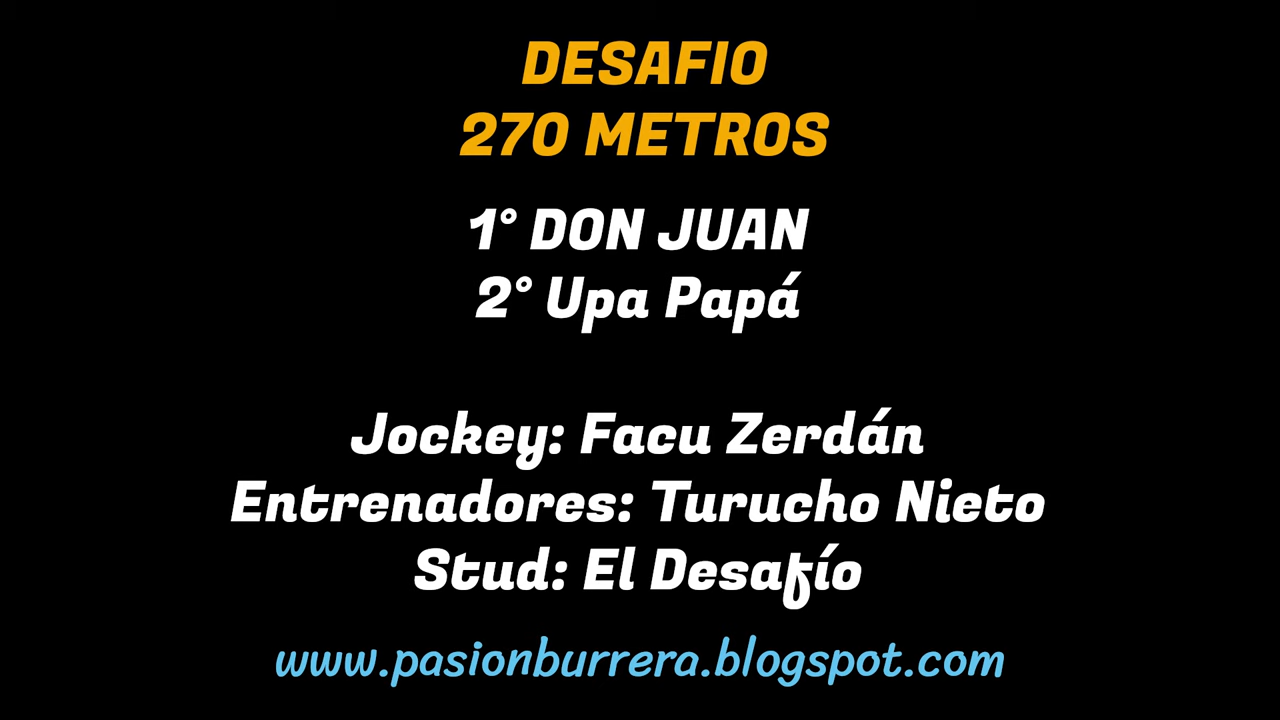 DESAFIO
270 METROS
1° DON JUAN
2° Upa Papá
Jockey: Facu Zerdán
Entrenadores: Turucho Nieto
Stud: El Desafío
www.pasionburrera.blogspot.com